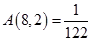 A(8,2) = 1/122